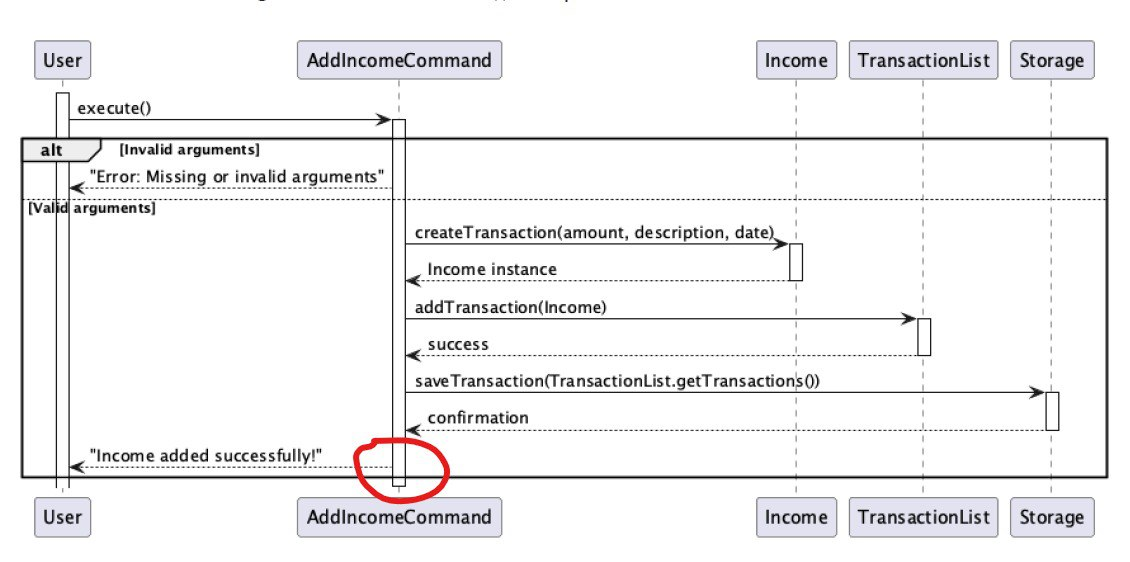 User AddIncomeCommand Income TransactionList Storage
execute()
alt [Invalid arguments]
"Error: Missing or invalid arguments"
[Valid arguments]
createTransaction(amount, description, date)
Income instance
addTransaction(Income)
success
saveTransaction(TransactionList.getTransactions())
confirmation
"Income added successfully!"
User AddIncomeCommand Income TransactionList Storage